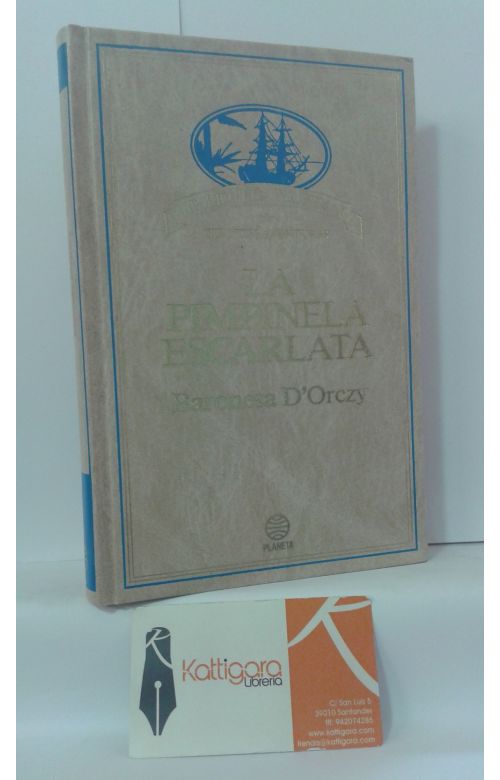 LA
PIMPINELA
ESCARLATA
Baronesa D'Orczy
PLANETA
Kattigara
Librería
C/ San Luis 5
39010 Santander
tlf: 942074285
www.kattigara.com
tienda@kattigara.com